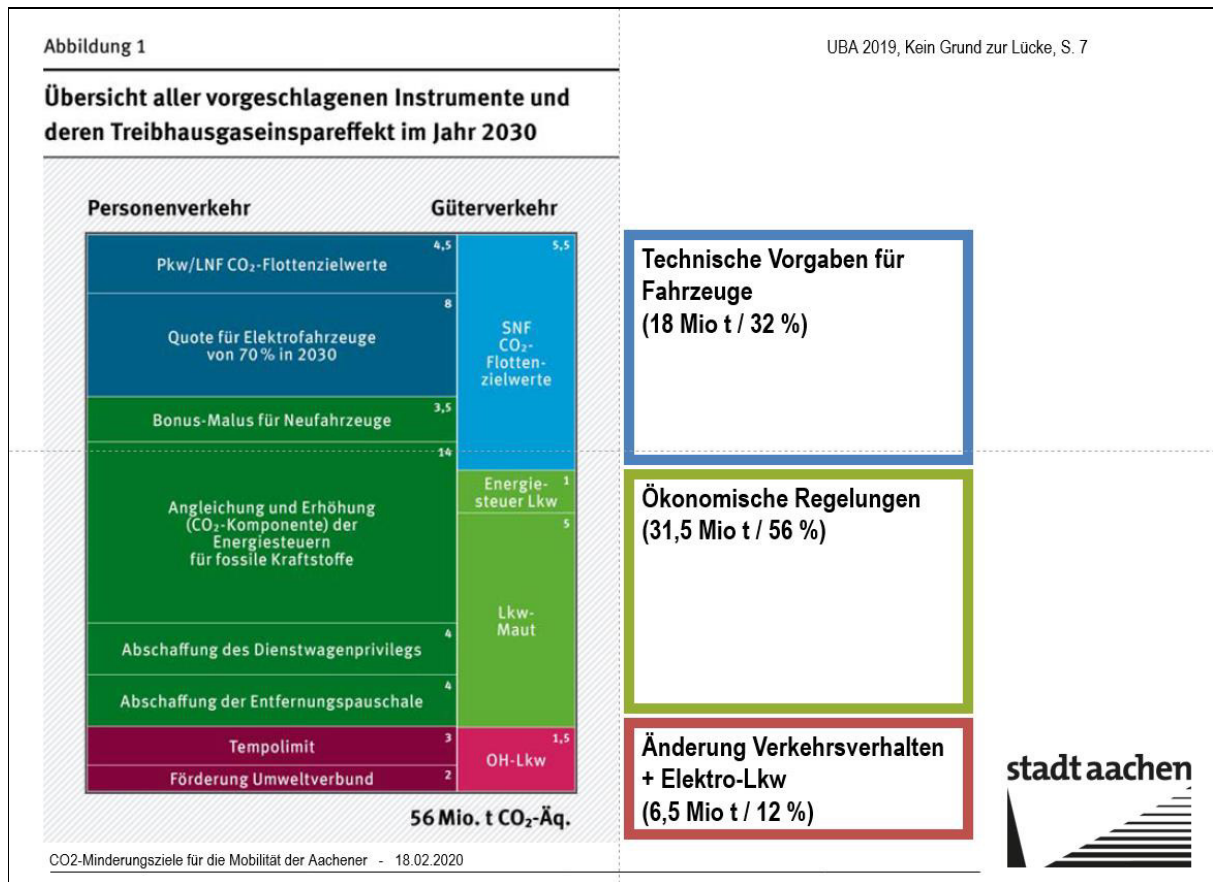 Abbildung 1
UBA 2019, Kein Grund zur Lücke, S. 7
Übersicht aller vorgeschlagenen Instrumente und
deren Treibhausgaseinspareffekt im Jahr 2030
Personenverkehr
Güterverkehr
4,5
Pkw/LNF CO₂-Flottenzielwerte
8
Quote für Elektrofahrzeuge
von 70 % in 2030
3,5
Bonus-Malus für Neufahrzeuge
14
Angleichung und Erhöhung
(CO₂-Komponente) der
Energiesteuern
für fossile Kraftstoffe
4
Abschaffung des Dienstwagenprivilegs
4
Abschaffung der Entfernungspauschale
3
Tempolimit
2
Förderung Umweltverbund
5,5
SNF
CO₂-
Flotten-
zielwerte
1
Energie-
steuer Lkw
5
Lkw-
Maut
1,5
OH-Lkw
56 Mio. t CO₂-Äq.
Technische Vorgaben für
Fahrzeuge
(18 Mio t / 32 %)
Ökonomische Regelungen
(31,5 Mio t / 56 %)
Änderung Verkehrsverhalten
+ Elektro-Lkw
(6,5 Mio t / 12 %)
stadt aachen
CO2-Minderungsziele für die Mobilität der Aachener - 18.02.2020